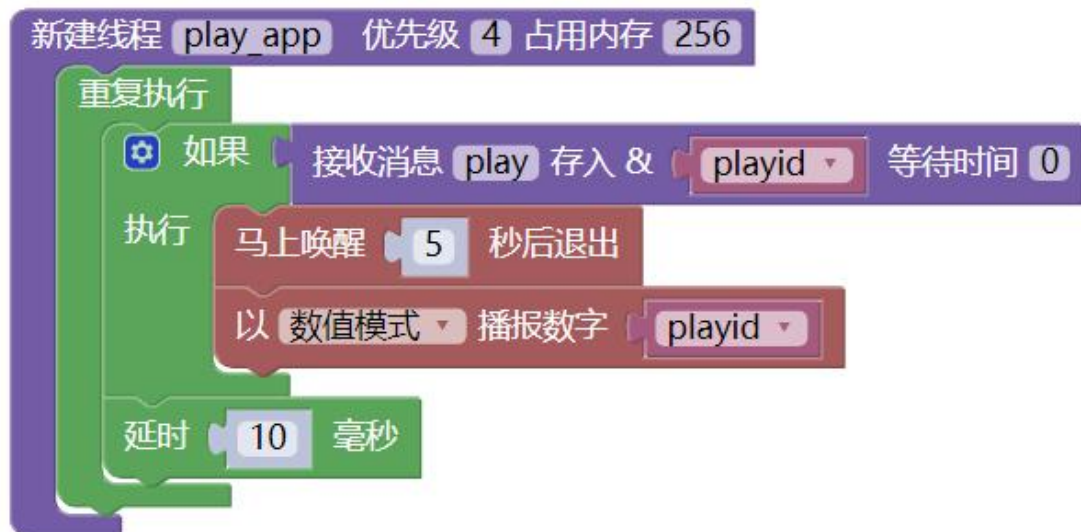 新建线程 play_app 优先级 4 占用内存 256
重复执行
如果 接收消息 play 存入 & playid 等待时间 0
执行 马上唤醒 5 秒后退出
以 数值模式 播报数字 playid
延时 10 毫秒